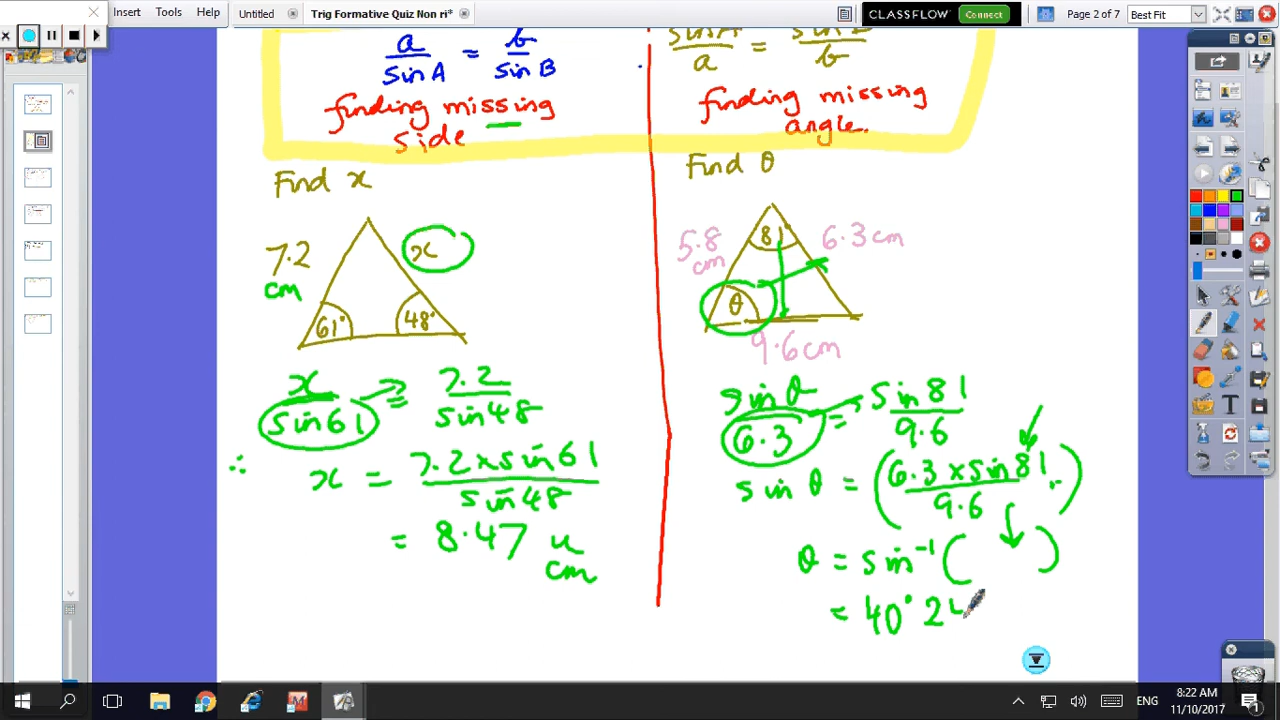 Insert Tools Help
Untitled
Trig Formative Quiz Non ri*
CLASSFLOW Connect
Page 2 of 7
Best Fit
a/sin A = b/sin B
sin A/a = sin B/b
finding missing
side
finding missing
angle.
Find x
Find θ
7.2
cm
x
61°
48°
5.8
cm
81
6.3 cm
θ
9.6 cm
x/sin 61 = 7.2/sin 48
∴ x = 7.2 × sin 61/sin 48
= 8.47 u
cm
sin θ/6.3 = sin 81/9.6
sin θ = (6.3 × sin 81/9.6)
θ = sin⁻¹ ( )
= 40° 24
ENG
8:22 AM
11/10/2017